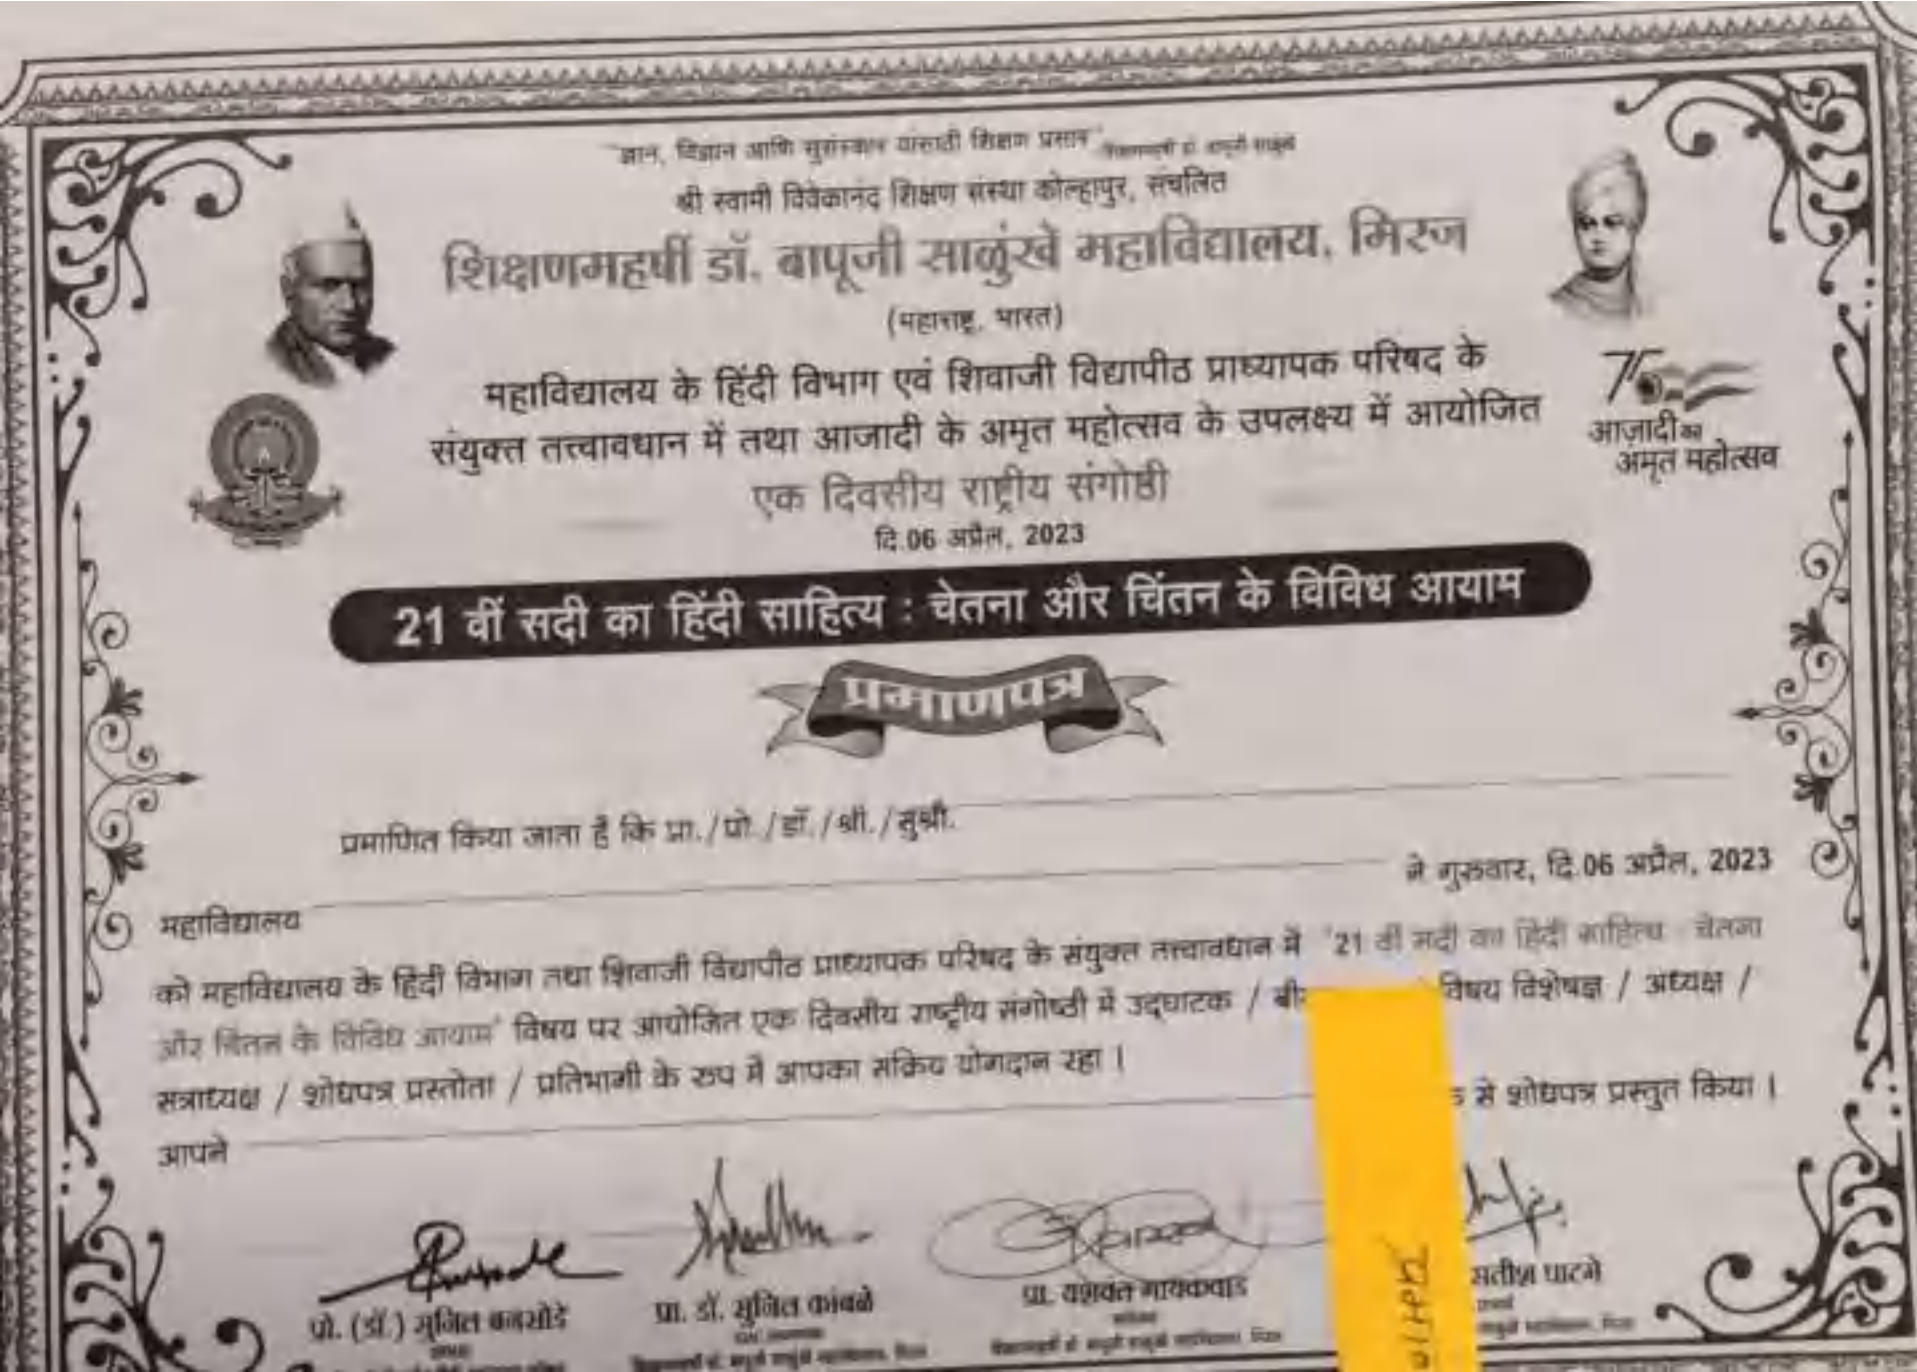 "ज्ञान, विज्ञान आणि सुसंस्कार यांसाठी शिक्षण प्रसार"
श्री स्वामी विवेकानंद शिक्षण संस्था कोल्हापुर, संचलित
शिक्षणमहर्षी डॉ. बापूजी साळुंखे महाविद्यालय, मिरज
(महाराष्ट्र, भारत)
महाविद्यालय के हिंदी विभाग एवं शिवाजी विद्यापीठ प्राध्यापक परिषद के
संयुक्त तत्त्वावधान में तथा आजादी के अमृत महोत्सव के उपलक्ष्य में आयोजित
आज़ादी का
अमृत महोत्सव
एक दिवसीय राष्ट्रीय संगोष्ठी
दि.06 अप्रैल, 2023
21 वीं सदी का हिंदी साहित्य : चेतना और चिंतन के विविध आयाम
प्रमाणपत्र
प्रमाणित किया जाता है कि प्रा./प्रो./डॉ./श्री./सुश्री.
महाविद्यालय ने गुरुवार, दि.06 अप्रैल, 2023
को महाविद्यालय के हिंदी विभाग तथा शिवाजी विद्यापीठ प्राध्यापक परिषद के संयुक्त तत्त्वावधान में '21 वीं सदी का हिंदी साहित्य : चेतना
और चिंतन के विविध आयाम' विषय पर आयोजित एक दिवसीय राष्ट्रीय संगोष्ठी में उद्घाटक / विषय विशेषज्ञ / अध्यक्ष /
सत्राध्यक्ष / शोधपत्र प्रस्तोता / प्रतिभागी के रुप में आपका सक्रिय योगदान रहा ।
आपने से शोधपत्र प्रस्तुत किया ।
प्रो. (डॉ.) सुनिल बनसोडे
प्रा. डॉ. सुनिल कांबळे
प्रा. यशवंत गायकवाड
सतीश घाटगे